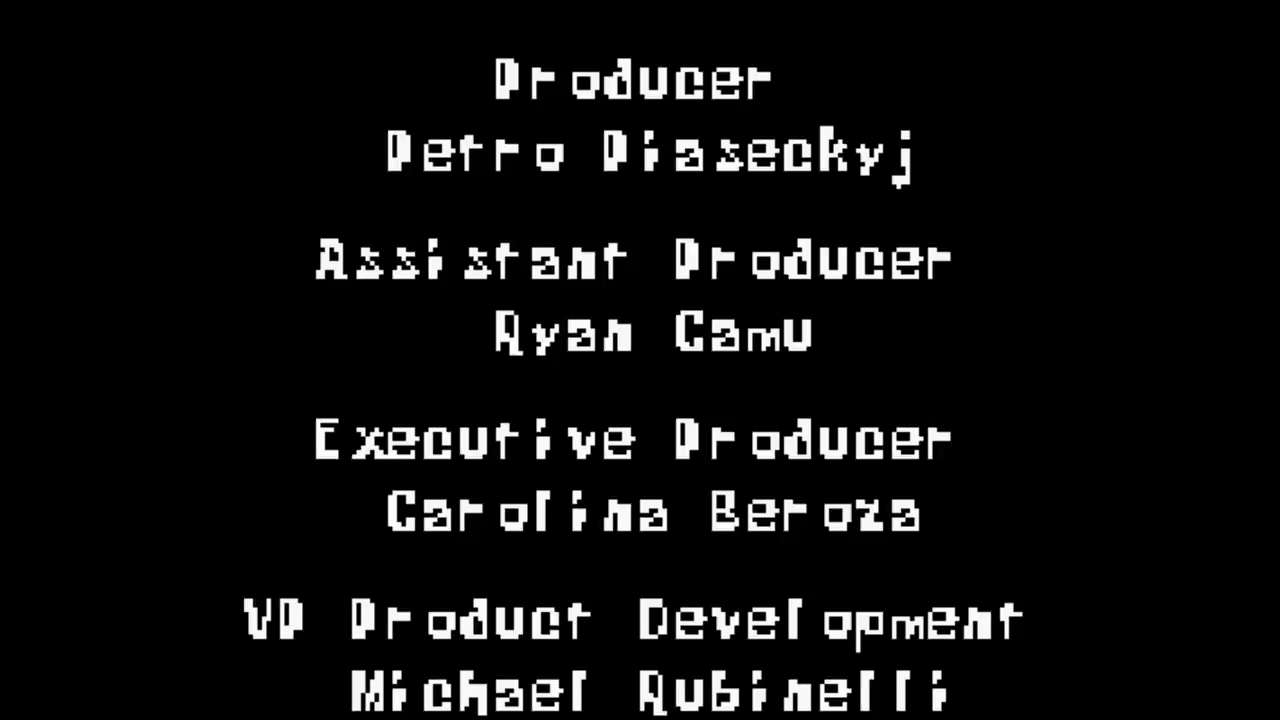 Producer
Petro Piaseckyj
Assistant Producer
Ryan Camu
Executive Producer
Carolina Beroza
VP Product Development
Michael Rubinelli